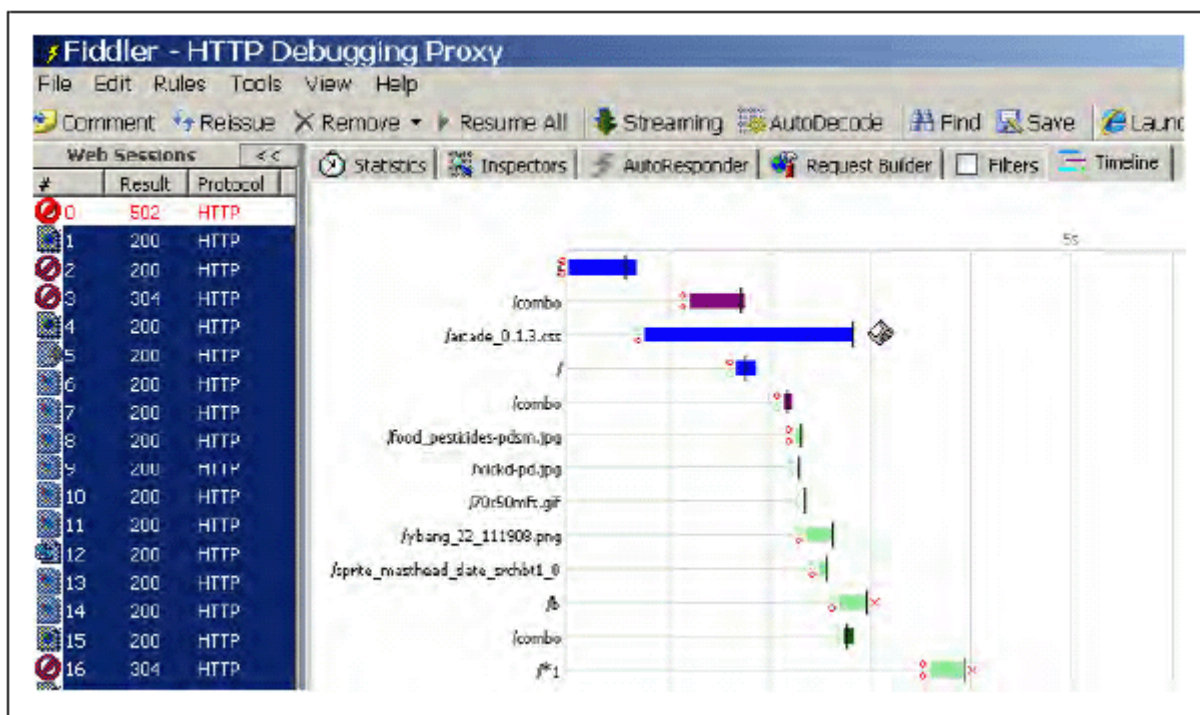 Fiddler - HTTP Debugging Proxy
File Edit Rules Tools View Help
Comment Reissue Remove Resume All Streaming AutoDecode Find Save Launc
Web Sessions <<
Statistics Inspectors AutoResponder Request Builder Filters Timeline
# Result Protocol
0 502 HTTP
1 200 HTTP
2 200 HTTP
3 304 HTTP
4 200 HTTP
5 200 HTTP
6 200 HTTP
7 200 HTTP
8 200 HTTP
9 200 HTTP
10 200 HTTP
11 200 HTTP
12 200 HTTP
13 200 HTTP
14 200 HTTP
15 200 HTTP
16 304 HTTP
5s
/
/combo
/arcade_0.1.3.css
/
/combo
/food_pesticides-pdsm.jpg
/ybang_22_111908.png
/b
/combo
/*1